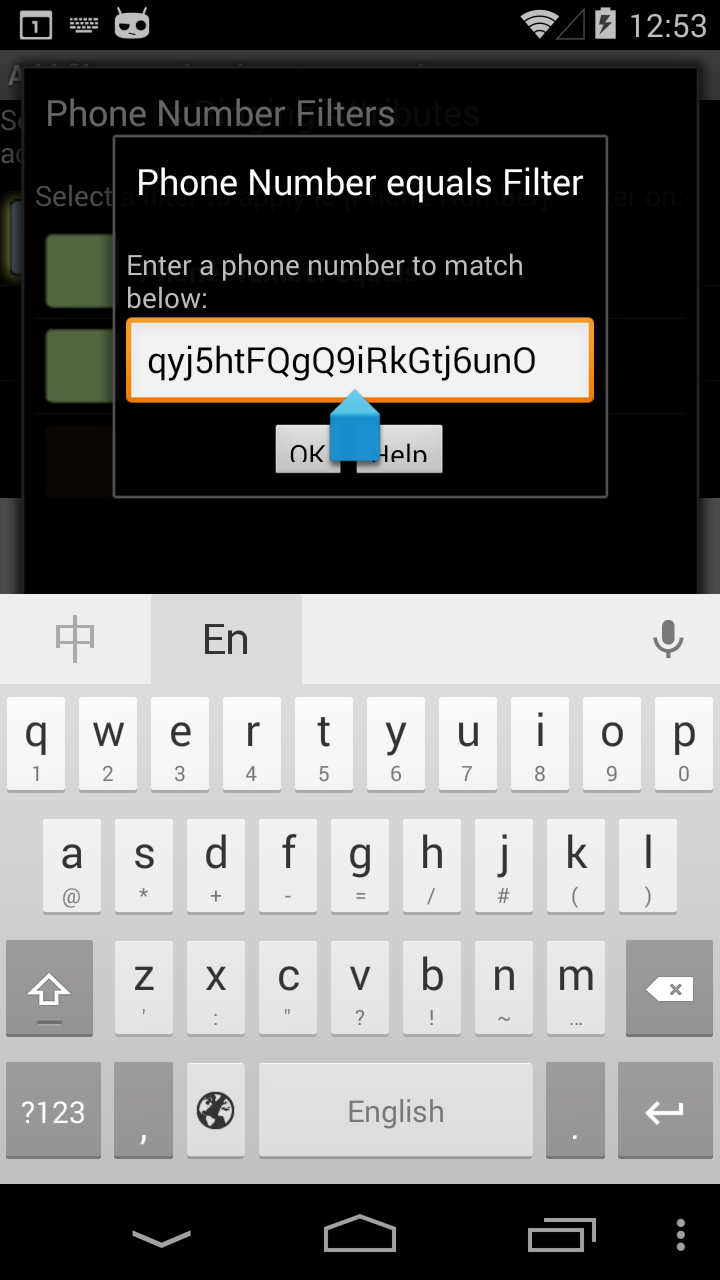 1
12:53
Phone Number Filters
Phone Number equals Filter
Select
Enter a phone number to match
below:
qyj5htFQgQ9iRkGtj6unO
OK
Help
中
En
q w e r t y u i o p
1 2 3 4 5 6 7 8 9 0
a s d f g h j k l
@ * + - = / # ( )
z x c v b n m
' : " ? ! ~ ...
?123
,
English
.